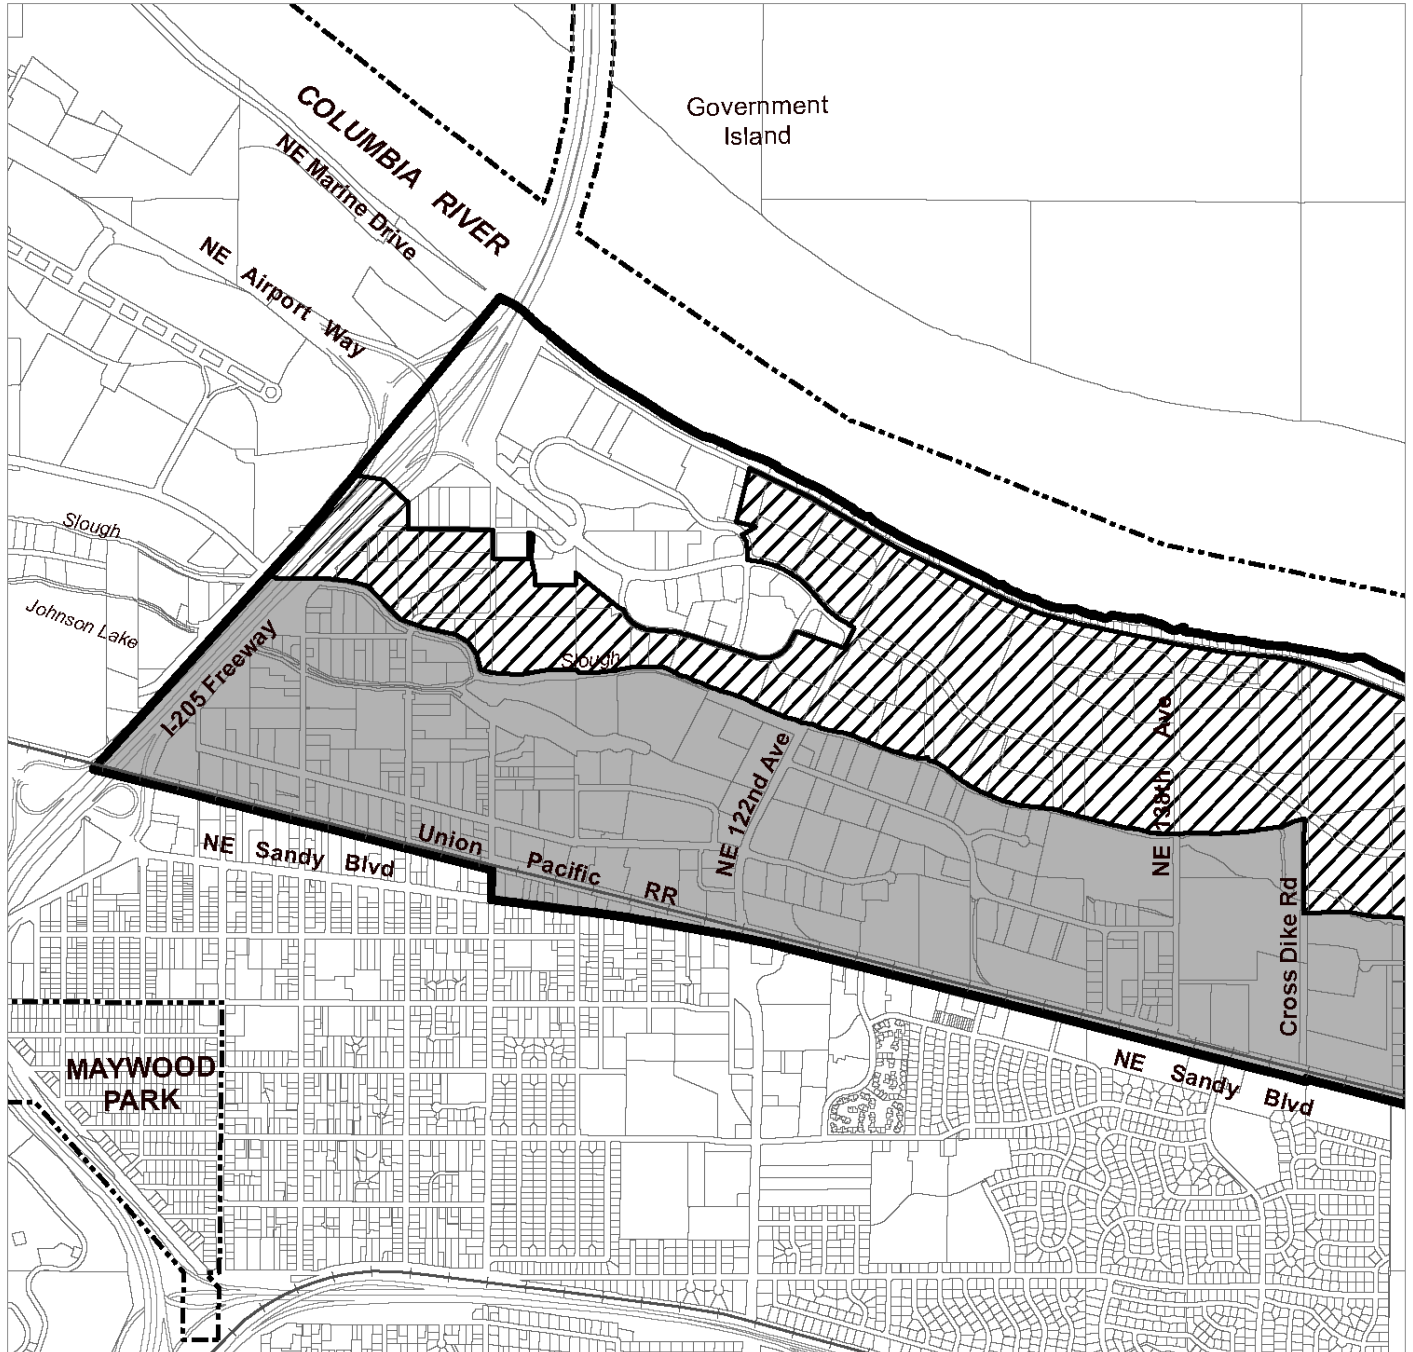 Government
Island
COLUMBIA RIVER
NE Marine Drive
NE Airport Way
Slough
Johnson Lake
I-205 Freeway
Slough
NE 138th Ave
NE 122nd Ave
NE Sandy Blvd
Union Pacific RR
Cross Dike Rd
MAYWOOD
PARK
NE Sandy Blvd